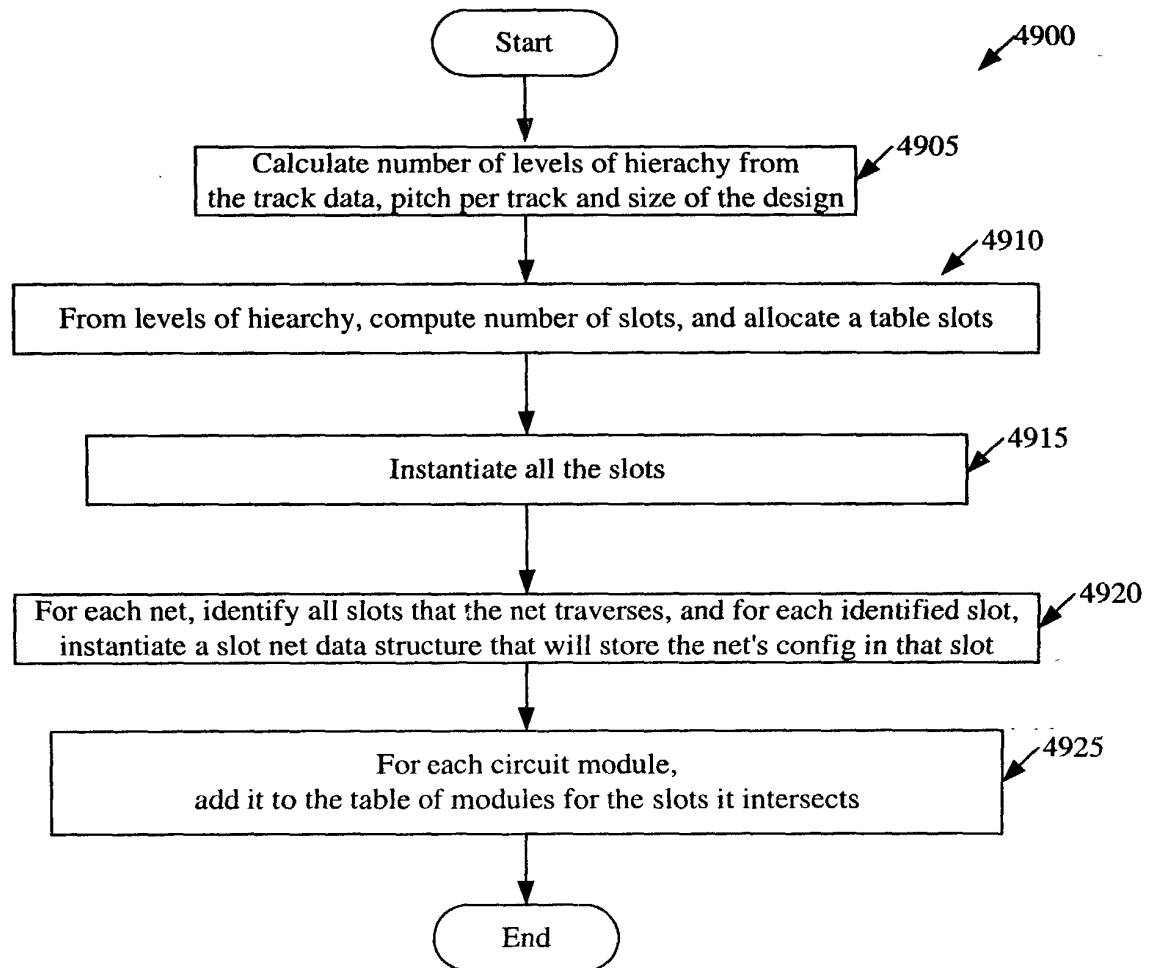 Start
4900
4905
Calculate number of levels of hierachy from
the track data, pitch per track and size of the design
4910
From levels of hiearchy, compute number of slots, and allocate a table slots
4915
Instantiate all the slots
4920
For each net, identify all slots that the net traverses, and for each identified slot,
instantiate a slot net data structure that will store the net's config in that slot
4925
For each circuit module,
add it to the table of modules for the slots it intersects
End